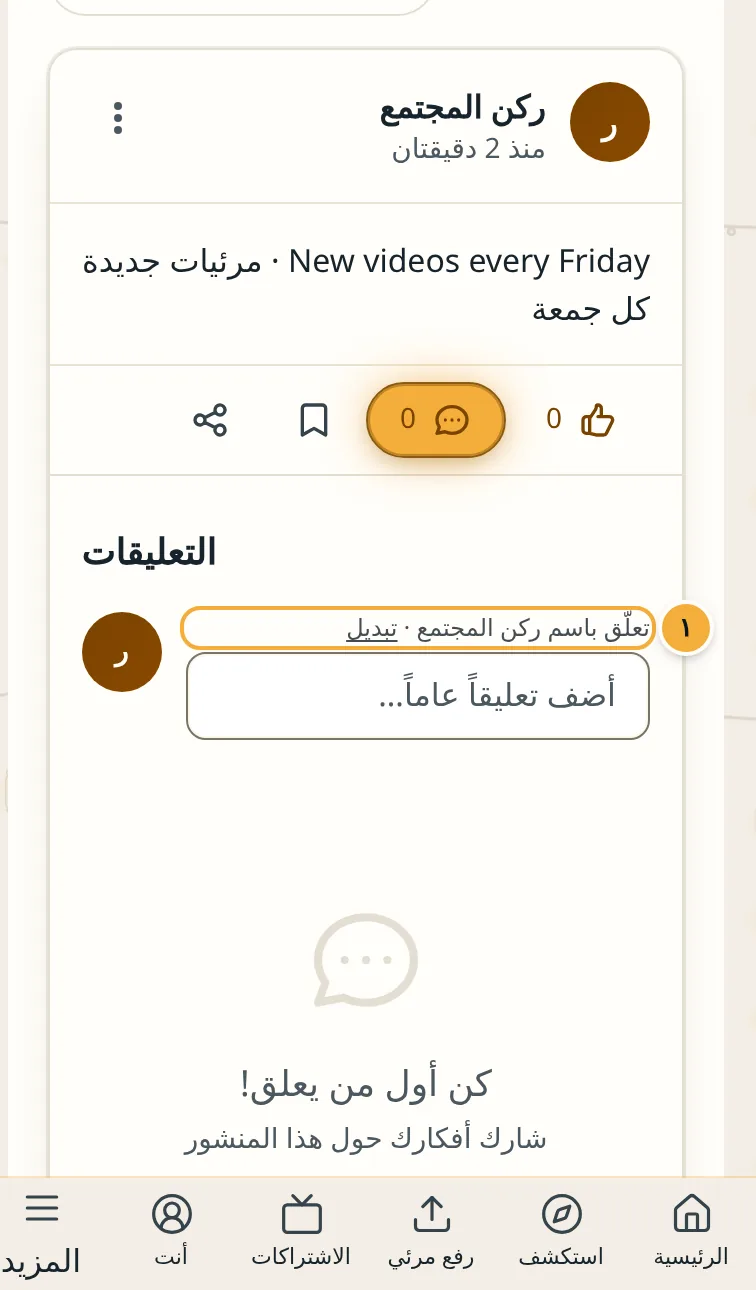 ركن المجتمع
ر
منذ 2 دقيقتان
New videos every Friday · مرئيات جديدة
كل جمعة
0
0
التعليقات
١
تعلّق باسم ركن المجتمع · تبديل
ر
أضف تعليقاً عاماً...
كن أول من يعلق!
شارك أفكارك حول هذا المنشور
الرئيسية
استكشف
رفع مرئي
الاشتراكات
أنت
المزيد